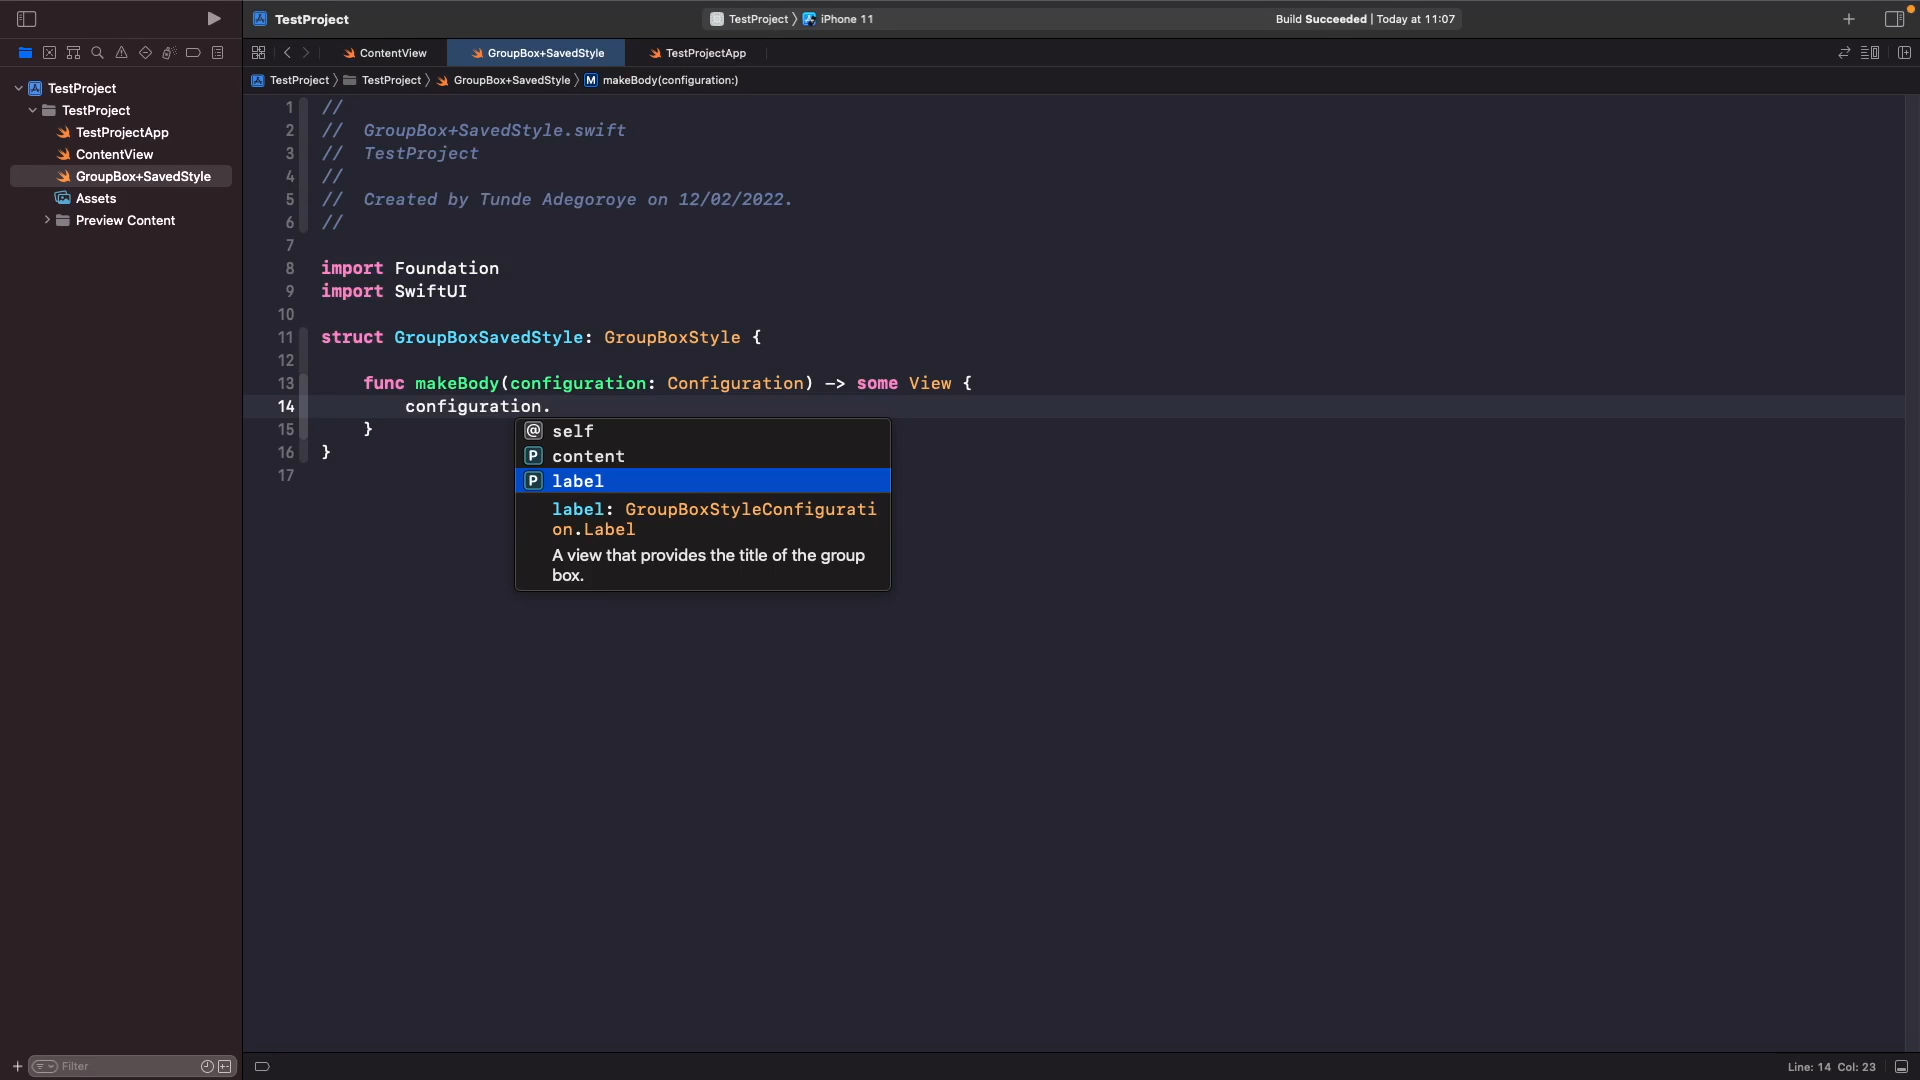 TestProject
TestProject 〉 iPhone 11
Build Succeeded | Today at 11:07
ContentView
GroupBox+SavedStyle
TestProjectApp
TestProject 〉 TestProject 〉 GroupBox+SavedStyle 〉 M makeBody(configuration:)
TestProject
TestProject
TestProjectApp
ContentView
GroupBox+SavedStyle
Assets
Preview Content
1 //
2 //  GroupBox+SavedStyle.swift
3 //  TestProject
4 //
5 //  Created by Tunde Adegoroye on 12/02/2022.
6 //
7
8 import Foundation
9 import SwiftUI
10
11 struct GroupBoxSavedStyle: GroupBoxStyle {
12
13     func makeBody(configuration: Configuration) -> some View {
14         configuration.
15     }
16 }
17
@ self
P content
P label
label: GroupBoxStyleConfigurati
on.Label
A view that provides the title of the group
box.
Filter
Line: 14 Col: 23